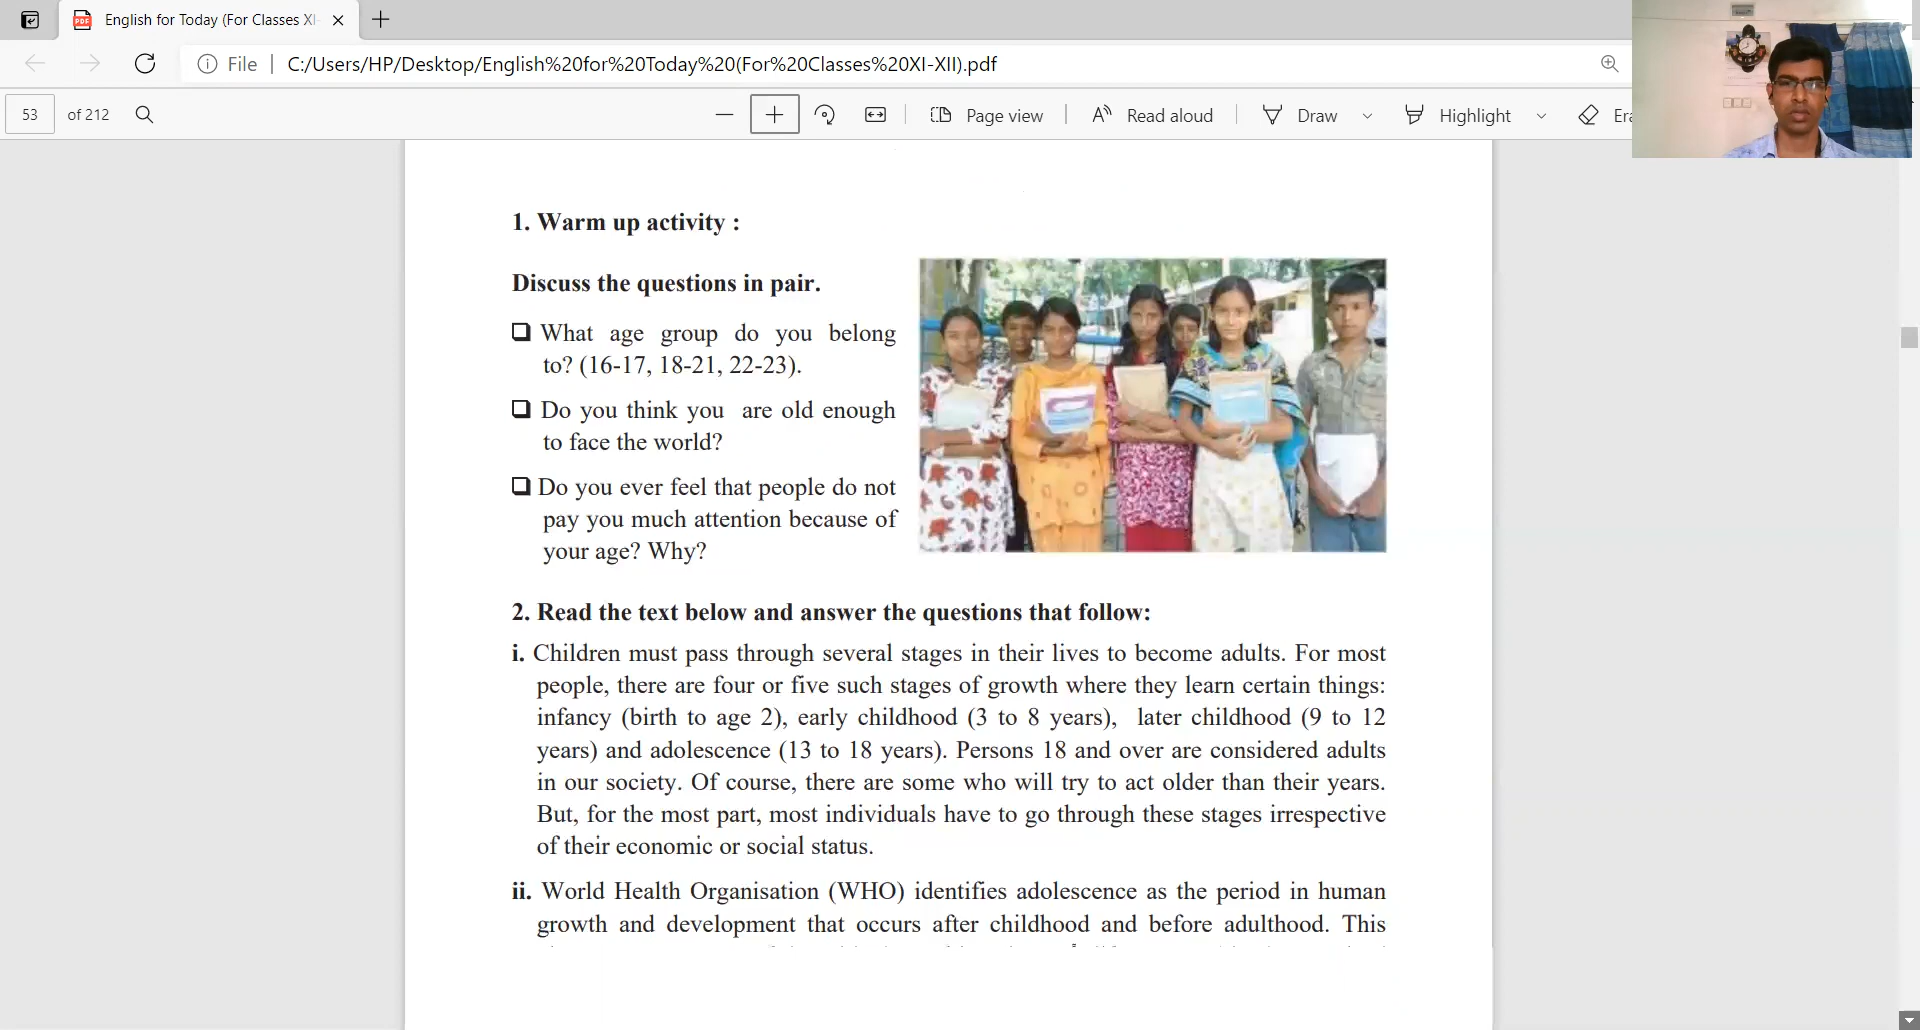 English for Today (For Classes XI-
File C:/Users/HP/Desktop/English%20for%20Today%20(For%20Classes%20XI-XII).pdf
53 of 212 Page view Read aloud Draw Highlight
1. Warm up activity :
Discuss the questions in pair.
What age group do you belong
to? (16-17, 18-21, 22-23).
Do you think you are old enough
to face the world?
Do you ever feel that people do not
pay you much attention because of
your age? Why?
2. Read the text below and answer the questions that follow:
i. Children must pass through several stages in their lives to become adults. For most
people, there are four or five such stages of growth where they learn certain things:
infancy (birth to age 2), early childhood (3 to 8 years), later childhood (9 to 12
years) and adolescence (13 to 18 years). Persons 18 and over are considered adults
in our society. Of course, there are some who will try to act older than their years.
But, for the most part, most individuals have to go through these stages irrespective
of their economic or social status.
ii. World Health Organisation (WHO) identifies adolescence as the period in human
growth and development that occurs after childhood and before adulthood. This